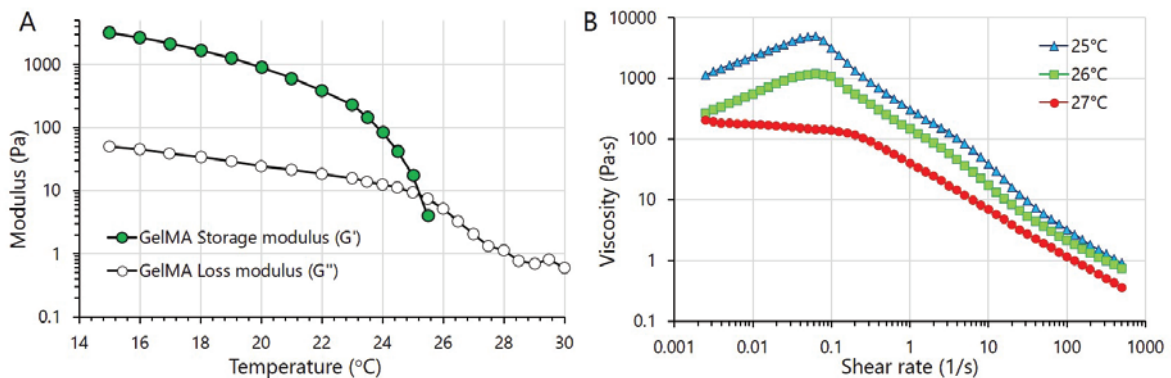 A
Modulus (Pa)
1000
100
10
1
0.1
GelMA Storage modulus (G')
GelMA Loss modulus (G")
14 16 18 20 22 24 26 28 30
Temperature (°C)
B
Viscosity (Pa·s)
10000
1000
100
10
1
0.1
25°C
26°C
27°C
0.001 0.01 0.1 1 10 100 1000
Shear rate (1/s)